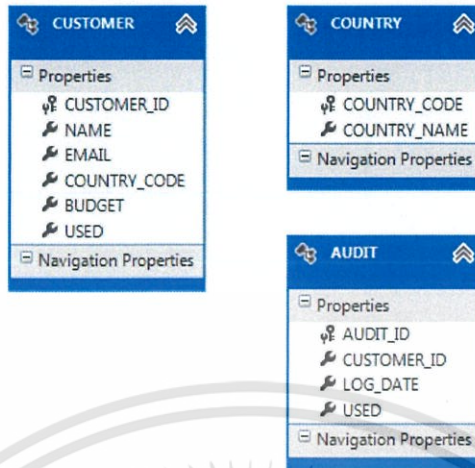 CUSTOMER
Properties
CUSTOMER_ID
NAME
EMAIL
COUNTRY_CODE
BUDGET
USED
Navigation Properties
COUNTRY
Properties
COUNTRY_CODE
COUNTRY_NAME
Navigation Properties
AUDIT
Properties
AUDIT_ID
CUSTOMER_ID
LOG_DATE
USED
Navigation Properties